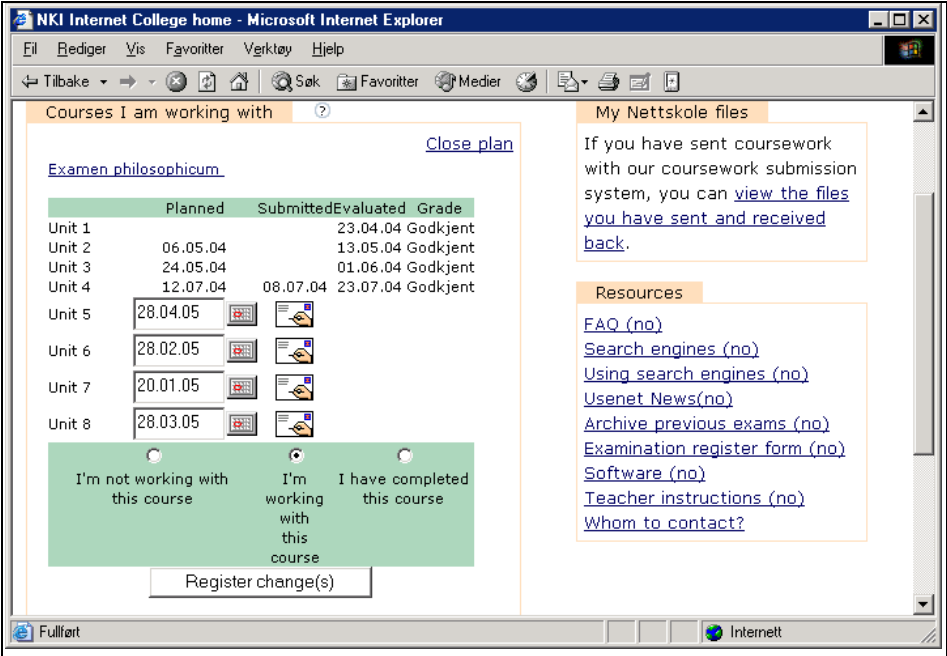 NKI Internet College home - Microsoft Internet Explorer
Fil Rediger Vis Favoritter Verktøy Hjelp
Tilbake Søk Favoritter Medier
Courses I am working with ?
Close plan
Examen philosophicum
Planned Submitted Evaluated Grade
Unit 1 23.04.04 Godkjent
Unit 2 06.05.04 13.05.04 Godkjent
Unit 3 24.05.04 01.06.04 Godkjent
Unit 4 12.07.04 08.07.04 23.07.04 Godkjent
Unit 5 28.04.05
Unit 6 28.02.05
Unit 7 20.01.05
Unit 8 28.03.05
I'm not working with
this course
I'm
working
with
this
course
I have completed
this course
Register change(s)
My Nettskole files
If you have sent coursework
with our coursework submission
system, you can view the files
you have sent and received
back.
Resources
FAQ (no)
Search engines (no)
Using search engines (no)
Usenet News(no)
Archive previous exams (no)
Examination register form (no)
Software (no)
Teacher instructions (no)
Whom to contact?
Fullført Internett